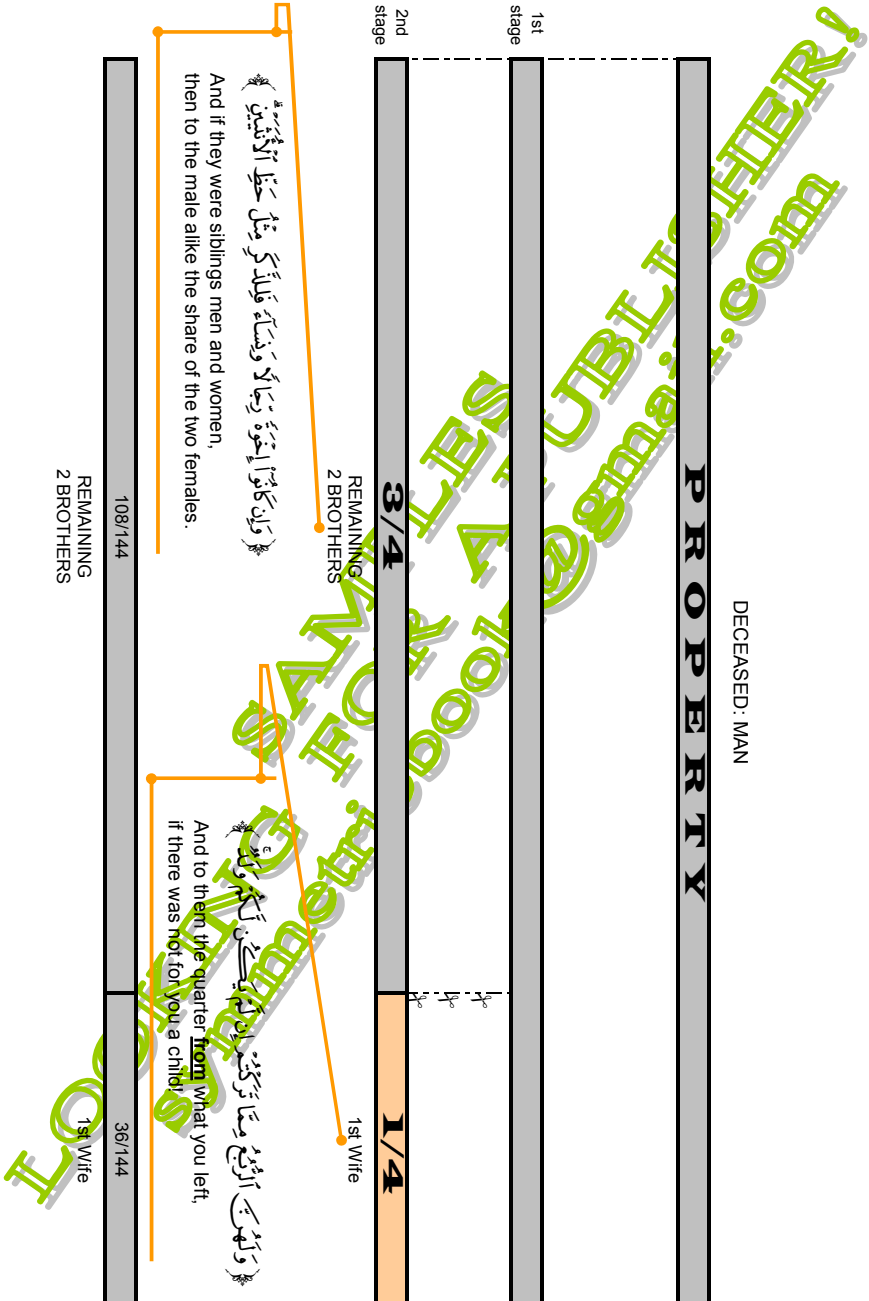 DECEASED: MAN
PROPERTY
1st
stage
2nd
stage
3/4
1/4
REMAINING
2 BROTHERS
1st Wife
﴿ وَإِن كَانُوٓا۟ إِخْوَةً رِّجَالًا وَنِسَآءً فَلِلذَّكَرِ مِثْلُ حَظِّ ٱلْأُنثَيَيْنِ ۗ ﴾
And if they were siblings men and women,
then to the male alike the share of the two females.
﴿ وَلَهُنَّ ٱلرُّبُعُ مِمَّا تَرَكْتُمْ إِن لَّمْ يَكُن لَّكُمْ وَلَدٌ ۚ ﴾
And to them the quarter from what you left,
if there was not for you a child!
108/144
36/144
REMAINING
2 BROTHERS
1st Wife
SAMPLES
LOOKING FOR A PUBLISHER!